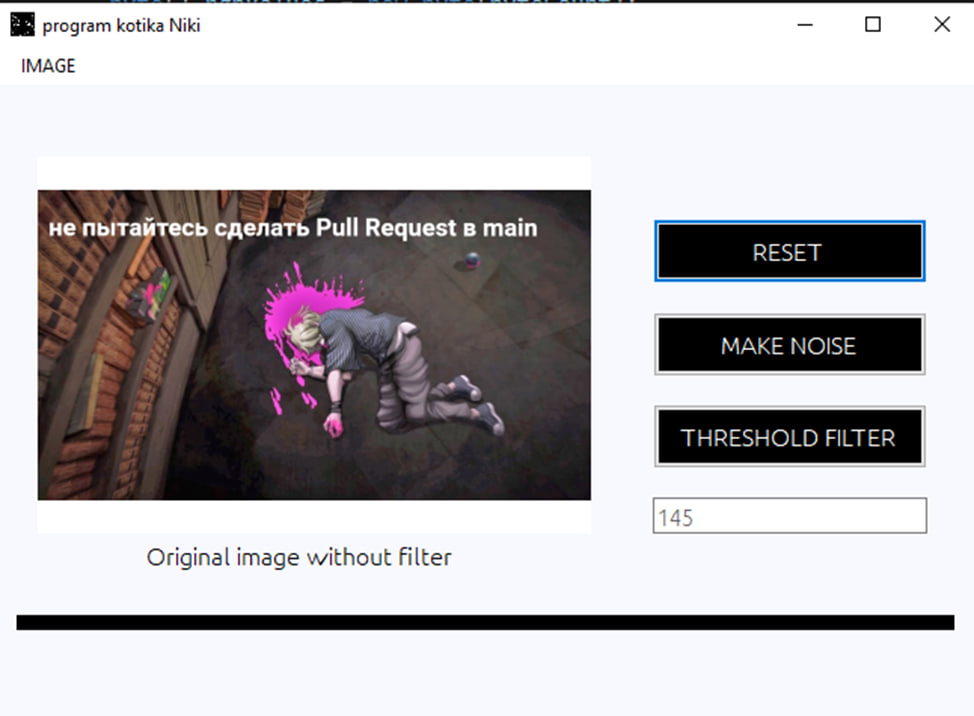 program kotika Niki
IMAGE
не пытайтесь сделать Pull Request в main
RESET
MAKE NOISE
THRESHOLD FILTER
145
Original image without filter